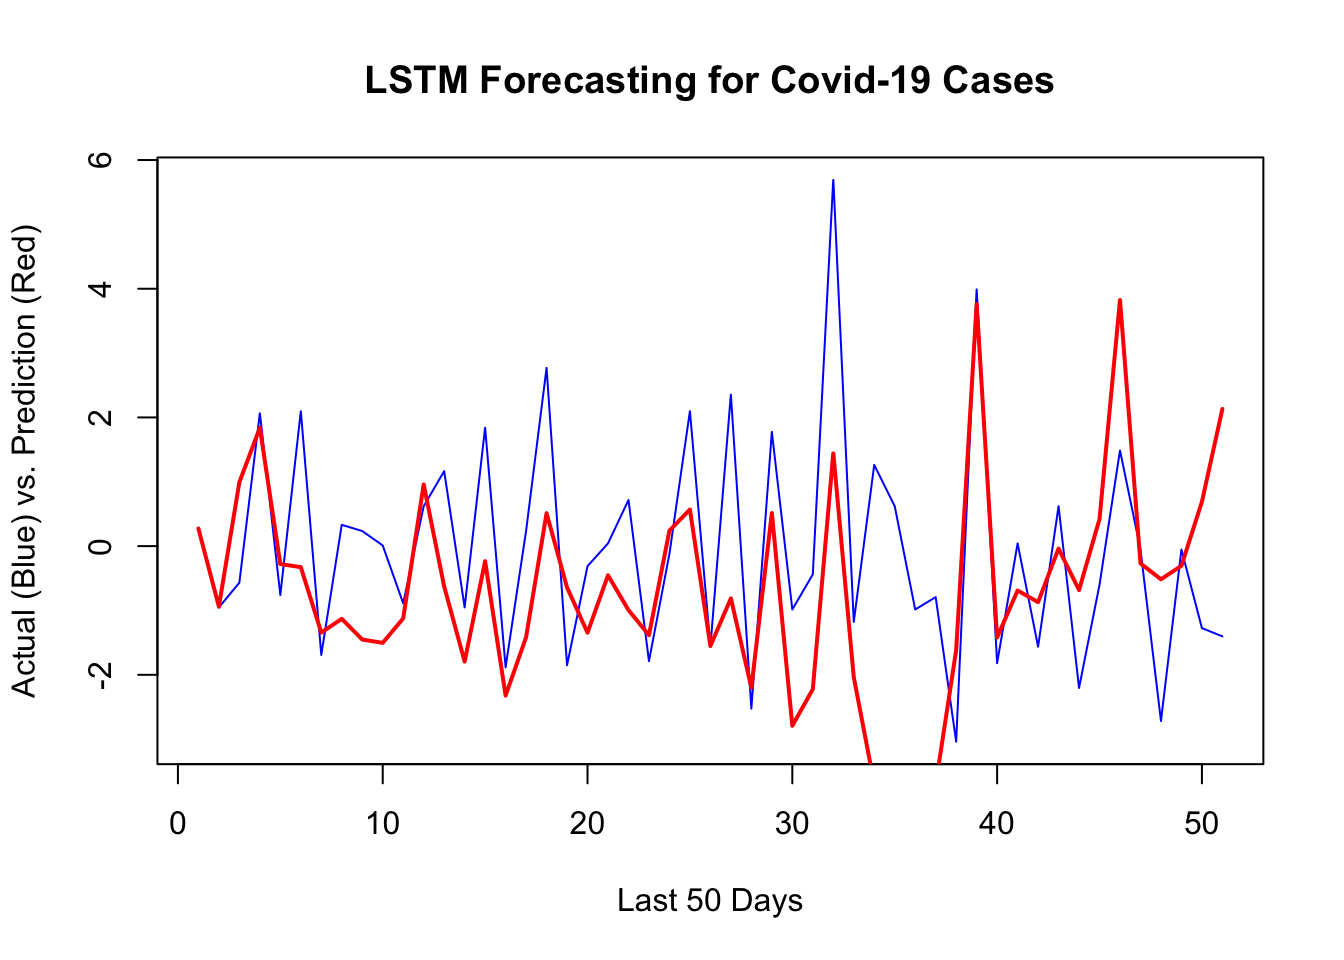 LSTM Forecasting for Covid-19 Cases
Actual (Blue) vs. Prediction (Red)
6
4
2
0
-2
0 10 20 30 40 50
Last 50 Days